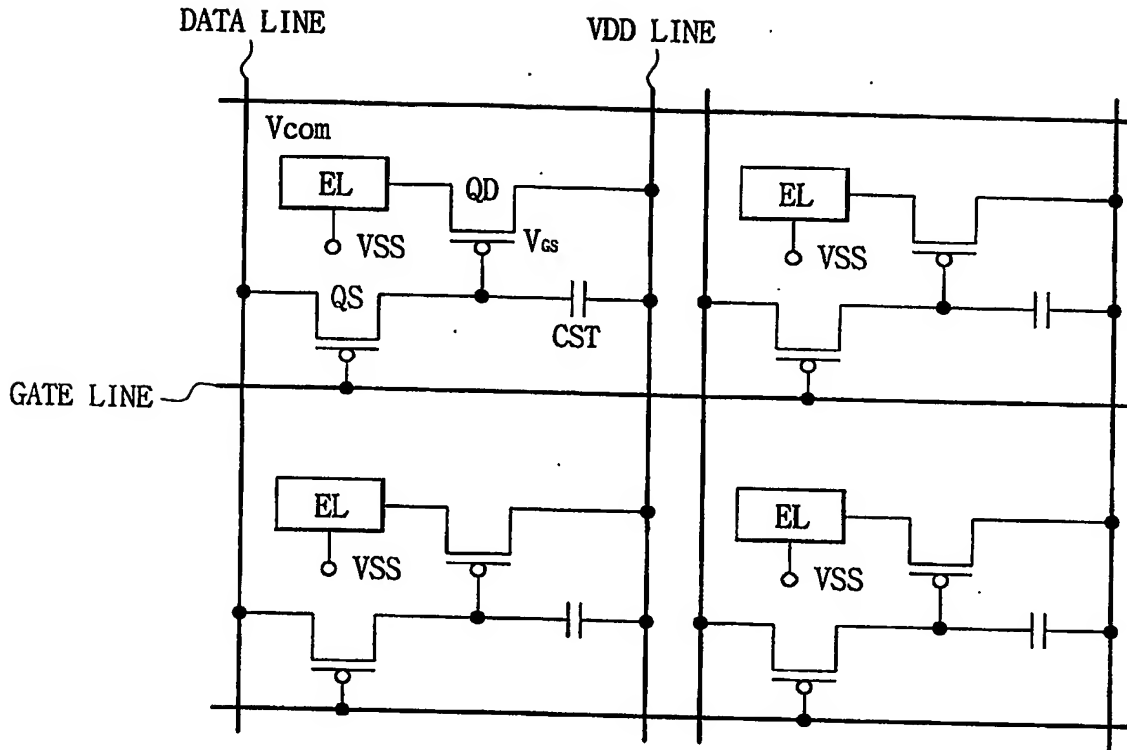 DATA LINE
VDD LINE
Vcom
EL
QD
EL
VGS
VSS
VSS
QS
CST
GATE LINE
EL
EL
VSS
VSS